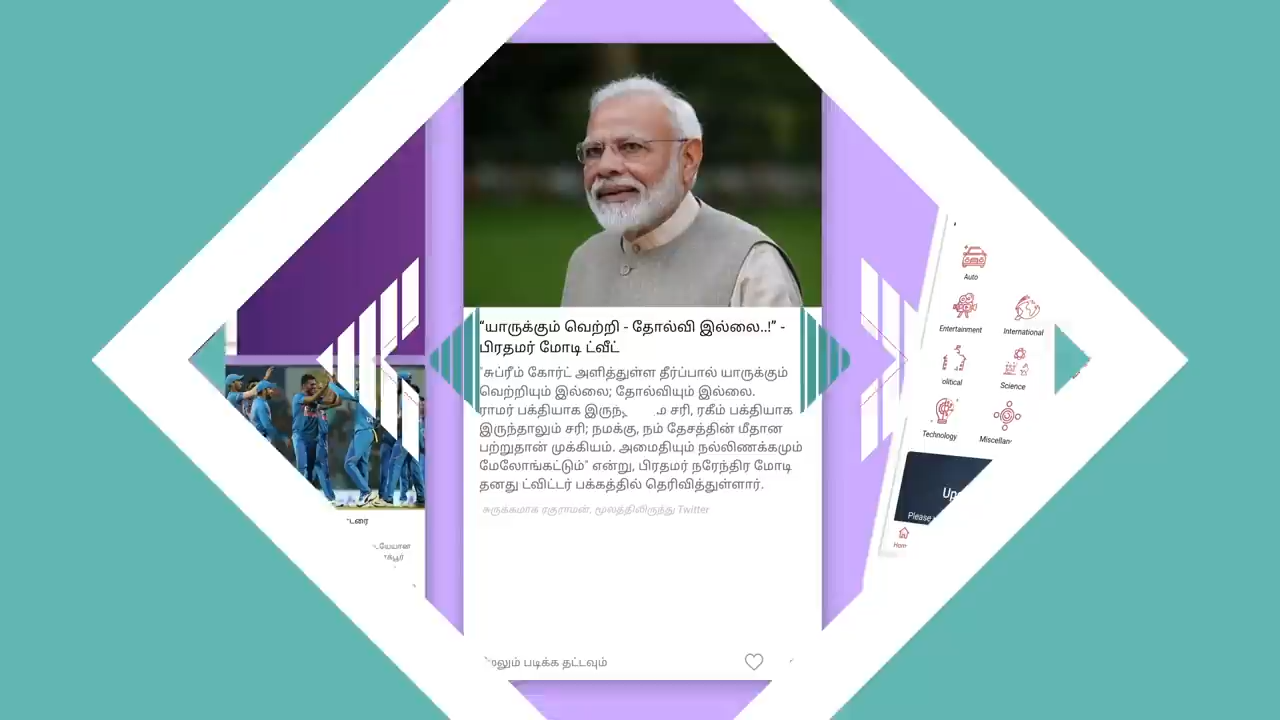 “யாருக்கும் வெற்றி - தோல்வி இல்லை..!” -
பிரதமர் மோடி ட்வீட்
"சுப்ரீம் கோர்ட் அளித்துள்ள தீர்ப்பால் யாருக்கும்
வெற்றியும் இல்லை; தோல்வியும் இல்லை.
ராமர் பக்தியாக சரி, ரகீம் பக்தியாக
இருந்தாலும் சரி; நமக்கு, நம் தேசத்தின் மீதான
பற்றுதான் முக்கியம். அமைதியும் நல்லிணக்கமும்
மேலோங்கட்டும்" என்று, பிரதமர் நரேந்திர மோடி
தனது ட்விட்டர் பக்கத்தில் தெரிவித்துள்ளார்.
சுருக்கமாக ரகுராமன், மூலத்திலிருந்து Twitter
படிக்க தட்டவும்
Auto
Entertainment
International
Science
Technology
Please